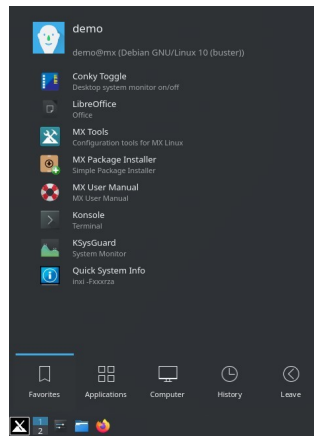 demo
demo@mx (Debian GNU/Linux 10 (buster))
Conky Toggle
Desktop system monitor on/off
LibreOffice
Office
MX Tools
Configuration tools for MX Linux
MX Package Installer
Simple Package Installer
MX User Manual
MX User Manual
Konsole
Terminal
KSysGuard
System Monitor
Quick System Info
inxi -Fxxxrza
Favorites Applications Computer History Leave
1
2